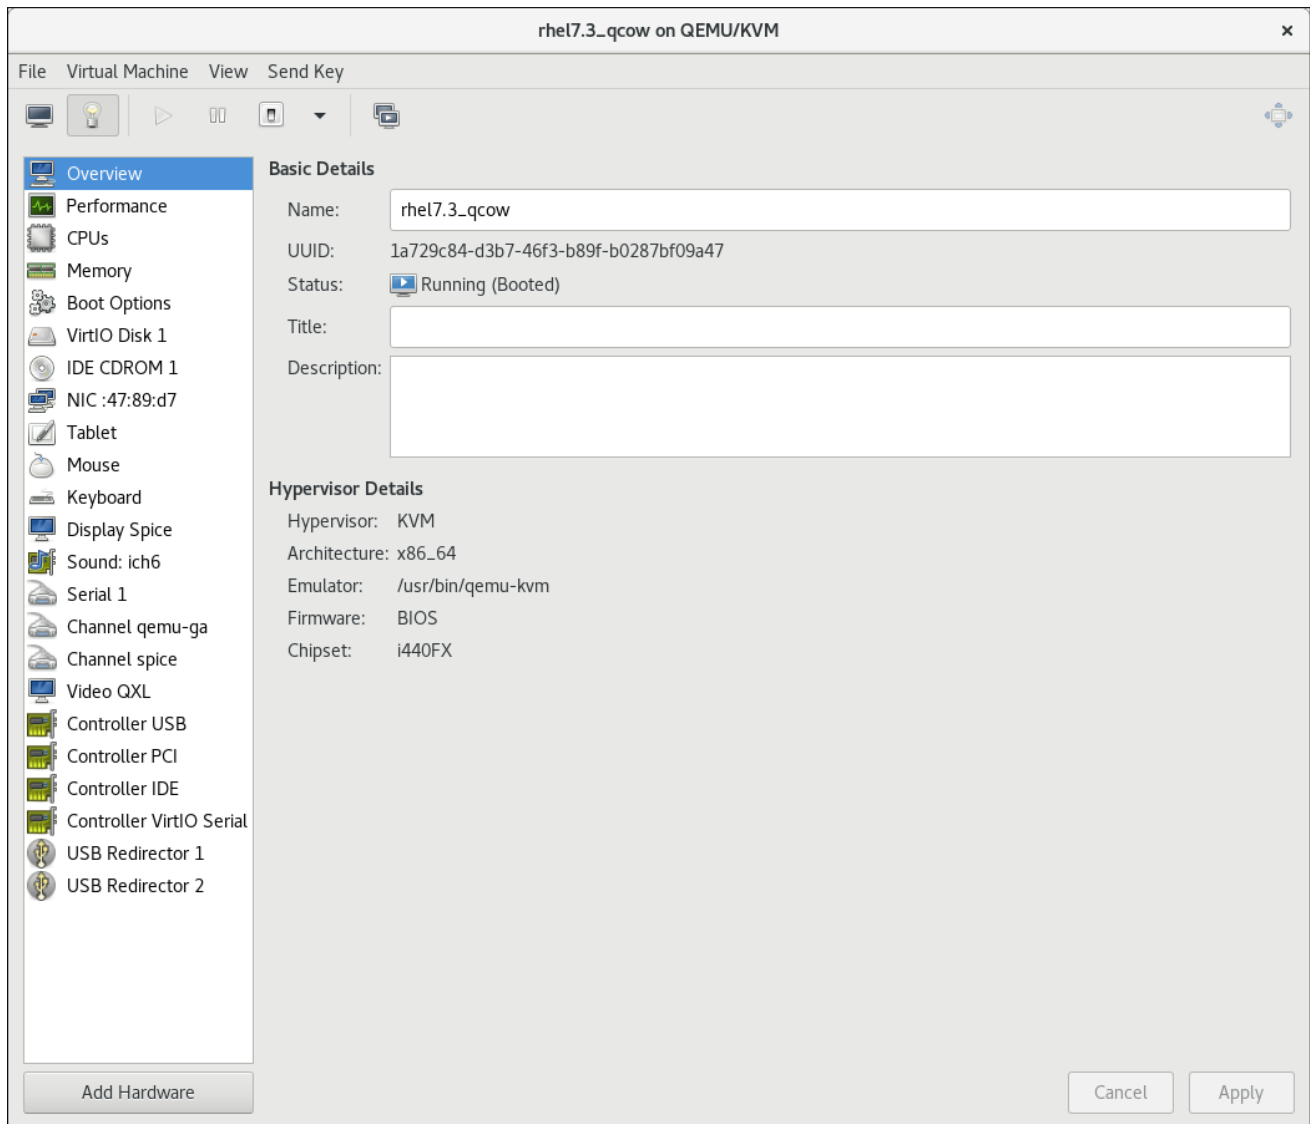 rhel7.3_qcow on QEMU/KVM
File Virtual Machine View Send Key
Overview
Performance
CPUs
Memory
Boot Options
VirtIO Disk 1
IDE CDROM 1
NIC :47:89:d7
Tablet
Mouse
Keyboard
Display Spice
Sound: ich6
Serial 1
Channel qemu-ga
Channel spice
Video QXL
Controller USB
Controller PCI
Controller IDE
Controller VirtIO Serial
USB Redirector 1
USB Redirector 2
Add Hardware
Basic Details
Name: rhel7.3_qcow
UUID: 1a729c84-d3b7-46f3-b89f-b0287bf09a47
Status: Running (Booted)
Title:
Description:
Hypervisor Details
Hypervisor: KVM
Architecture: x86_64
Emulator: /usr/bin/qemu-kvm
Firmware: BIOS
Chipset: i440FX
Cancel Apply